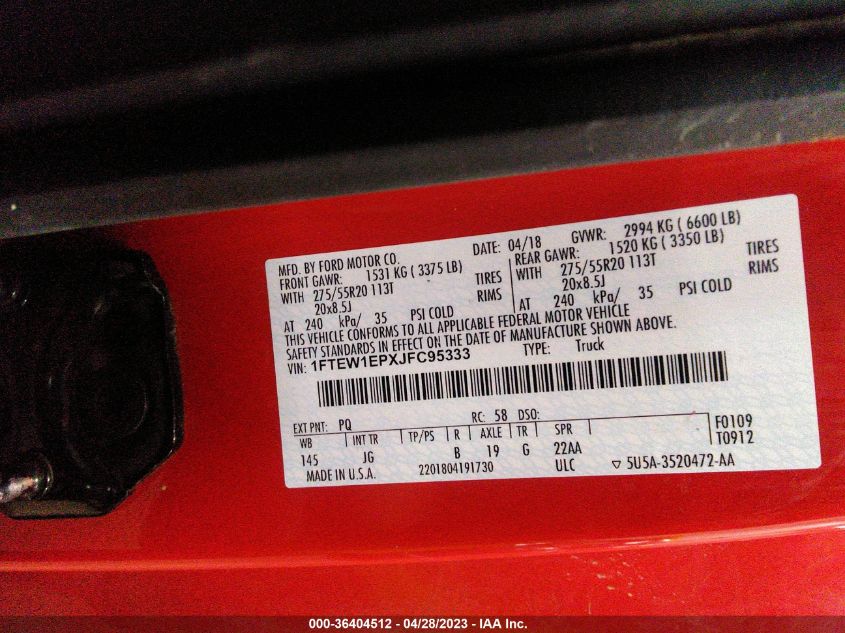 MFD. BY FORD MOTOR CO. DATE: 04/18 GVWR: 2994 KG ( 6600 LB)
FRONT GAWR: 1531 KG ( 3375 LB) REAR GAWR: 1520 KG ( 3350 LB)
WITH 275/55R20 113T TIRES WITH 275/55R20 113T TIRES
20x8.5J RIMS 20x8.5J RIMS
AT 240 kPa/ 35 PSI COLD AT 240 kPa/ 35 PSI COLD
THIS VEHICLE CONFORMS TO ALL APPLICABLE FEDERAL MOTOR VEHICLE
SAFETY STANDARDS IN EFFECT ON THE DATE OF MANUFACTURE SHOWN ABOVE.
VIN: 1FTEW1EPXJFC95333 TYPE: Truck
EXT PNT: PQ RC: 58 DSO: F0109
WB INT TR TP/PS R AXLE TR SPR T0912
145 JG B 19 G 22AA
MADE IN U.S.A. 2201804191730 ULC ▽ 5U5A-3520472-AA
000-36404512 - 04/28/2023 - IAA Inc.